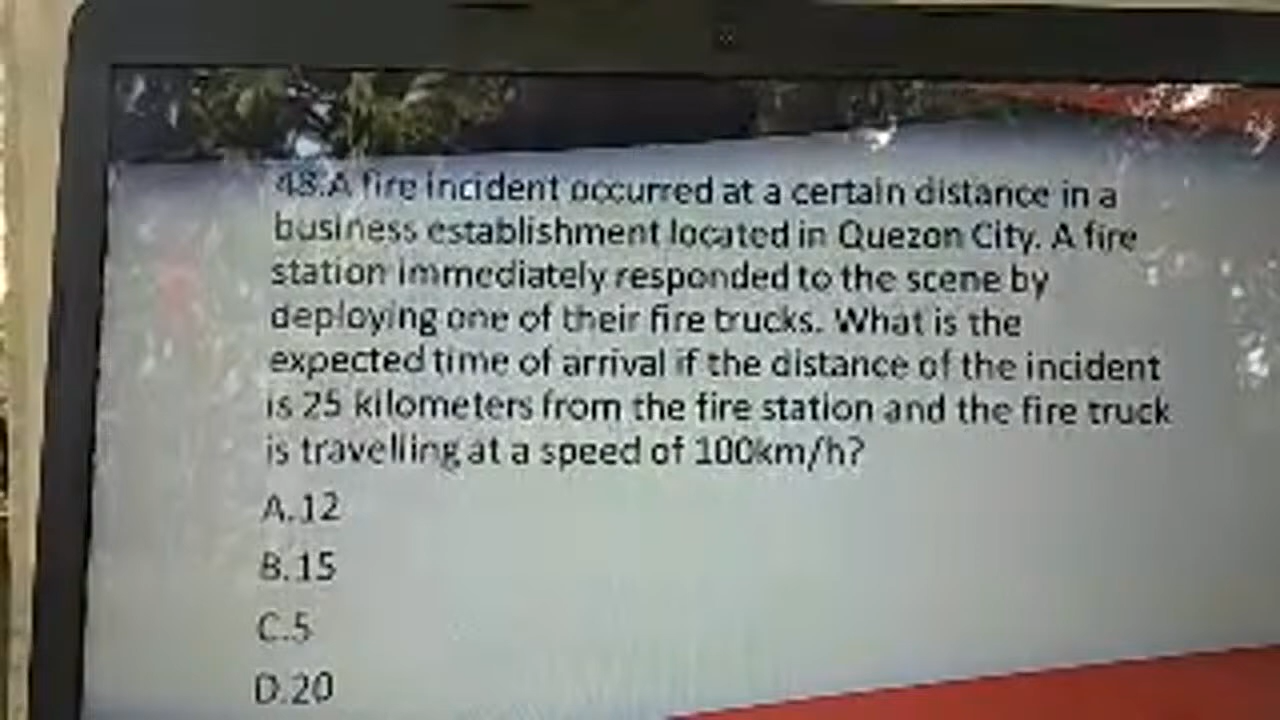 48.A fire incident occurred at a certain distance in a
business establishment located in Quezon City. A fire
station immediately responded to the scene by
deploying one of their fire trucks. What is the
expected time of arrival if the distance of the incident
is 25 kilometers from the fire station and the fire truck
is travelling at a speed of 100km/h?
A.12
B.15
C.5
D.20